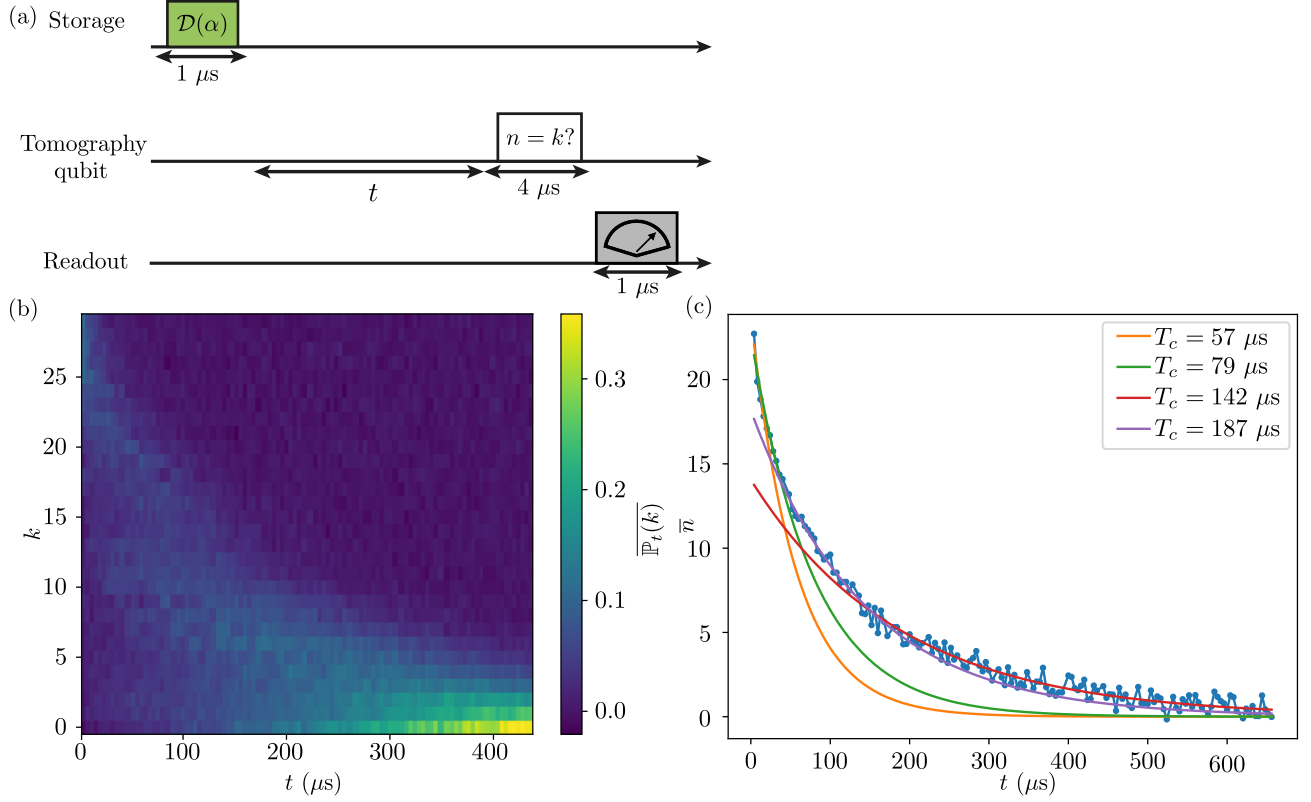 (a) Storage
𝒟(α)
1 μs
Tomography
qubit
n = k?
t
4 μs
Readout
1 μs
(b)
k
25
20
15
10
5
0
0 100 200 300 400
t (μs)
0.3
0.2
0.1
0.0
ℙ̅ₜ(k)
(c)
n̅
20
15
10
5
0
0 100 200 300 400 500 600
t (μs)
T_c = 57 μs
T_c = 79 μs
T_c = 142 μs
T_c = 187 μs